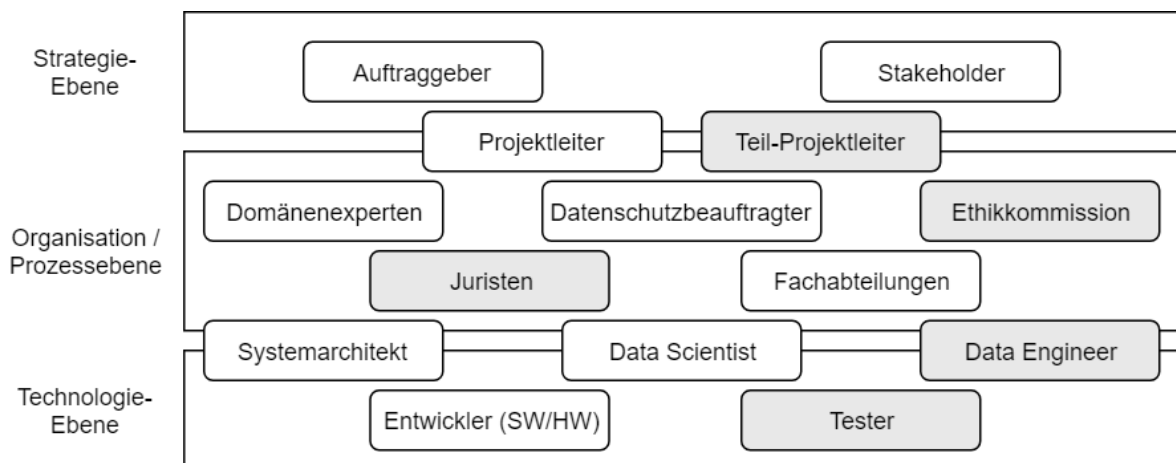 Strategie-
Ebene
Auftraggeber
Stakeholder
Projektleiter
Teil-Projektleiter
Organisation /
Prozessebene
Domänenexperten
Datenschutzbeauftragter
Ethikkommission
Juristen
Fachabteilungen
Systemarchitekt
Data Scientist
Data Engineer
Technologie-
Ebene
Entwickler (SW/HW)
Tester